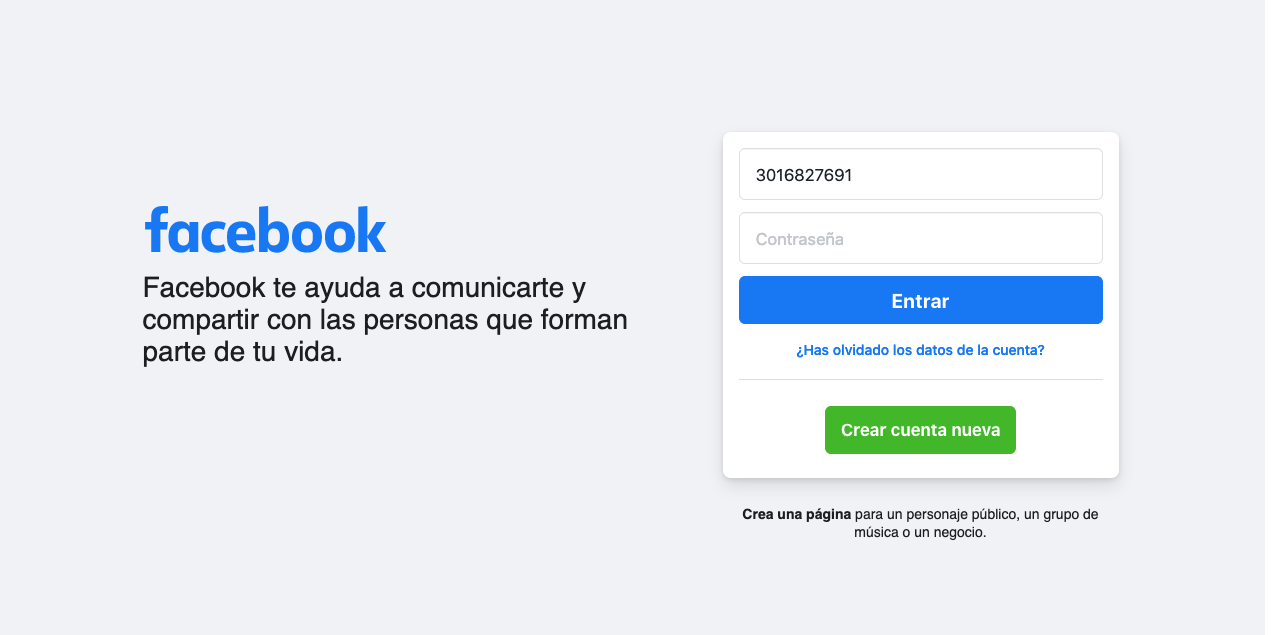 facebook
Facebook te ayuda a comunicarte y
compartir con las personas que forman
parte de tu vida.
3016827691
Contraseña
Entrar
¿Has olvidado los datos de la cuenta?
Crear cuenta nueva
Crea una página para un personaje público, un grupo de
música o un negocio.